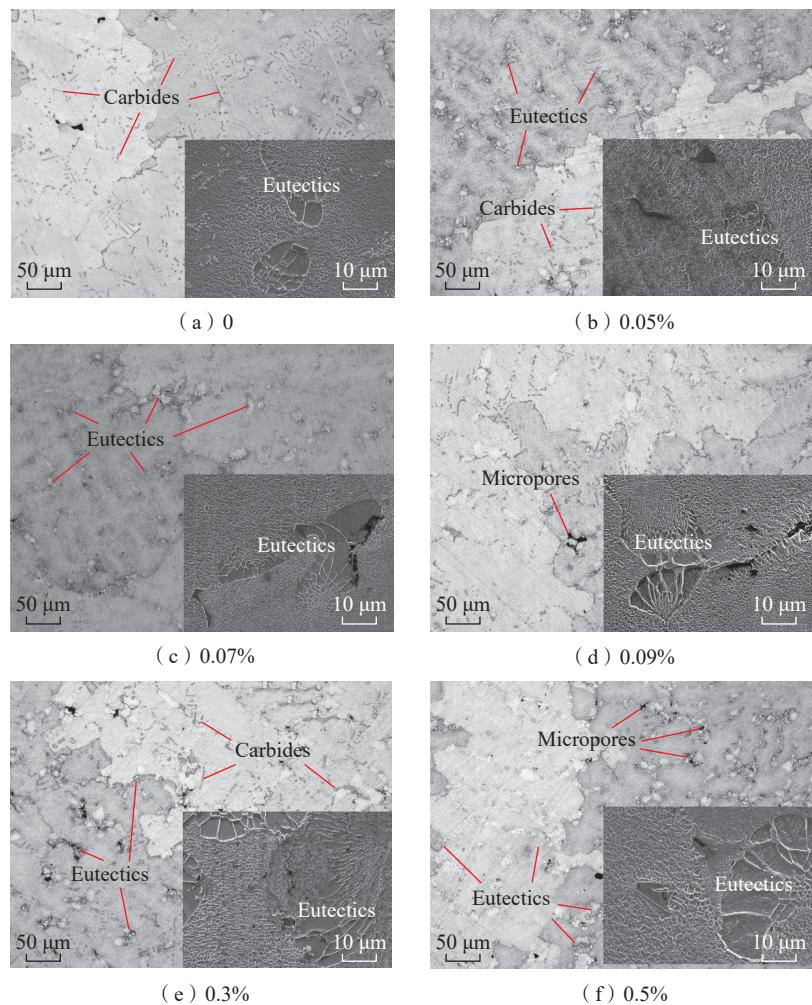 Carbides
Eutectics
50 μm
10 μm
（a）0
Eutectics
Carbides
Eutectics
50 μm
10 μm
（b）0.05%
Eutectics
Eutectics
50 μm
10 μm
（c）0.07%
Micropores
Eutectics
50 μm
10 μm
（d）0.09%
Carbides
Eutectics
Eutectics
50 μm
10 μm
（e）0.3%
Micropores
Eutectics
Eutectics
50 μm
10 μm
（f）0.5%